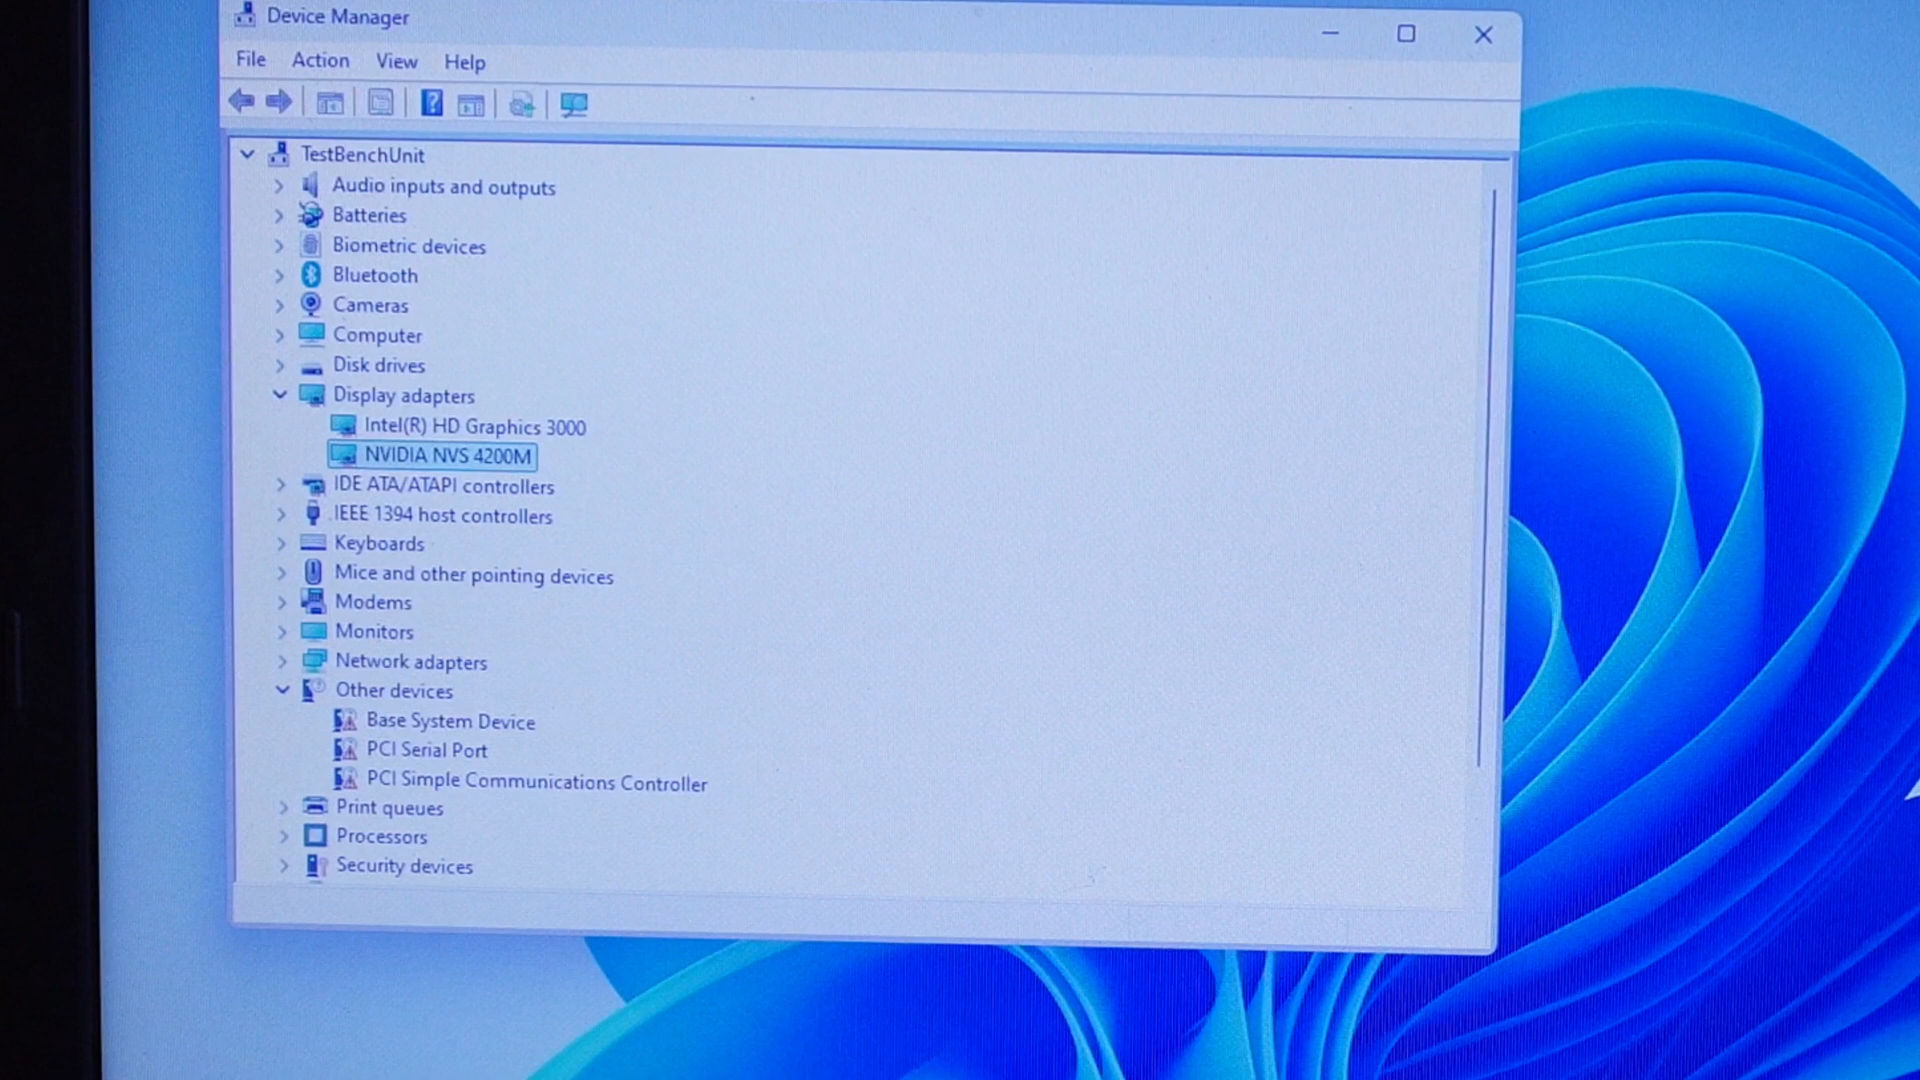 Device Manager
File Action View Help
TestBenchUnit
Audio inputs and outputs
Batteries
Biometric devices
Bluetooth
Cameras
Computer
Disk drives
Display adapters
Intel(R) HD Graphics 3000
NVIDIA NVS 4200M
IDE ATA/ATAPI controllers
IEEE 1394 host controllers
Keyboards
Mice and other pointing devices
Modems
Monitors
Network adapters
Other devices
Base System Device
PCI Serial Port
PCI Simple Communications Controller
Print queues
Processors
Security devices